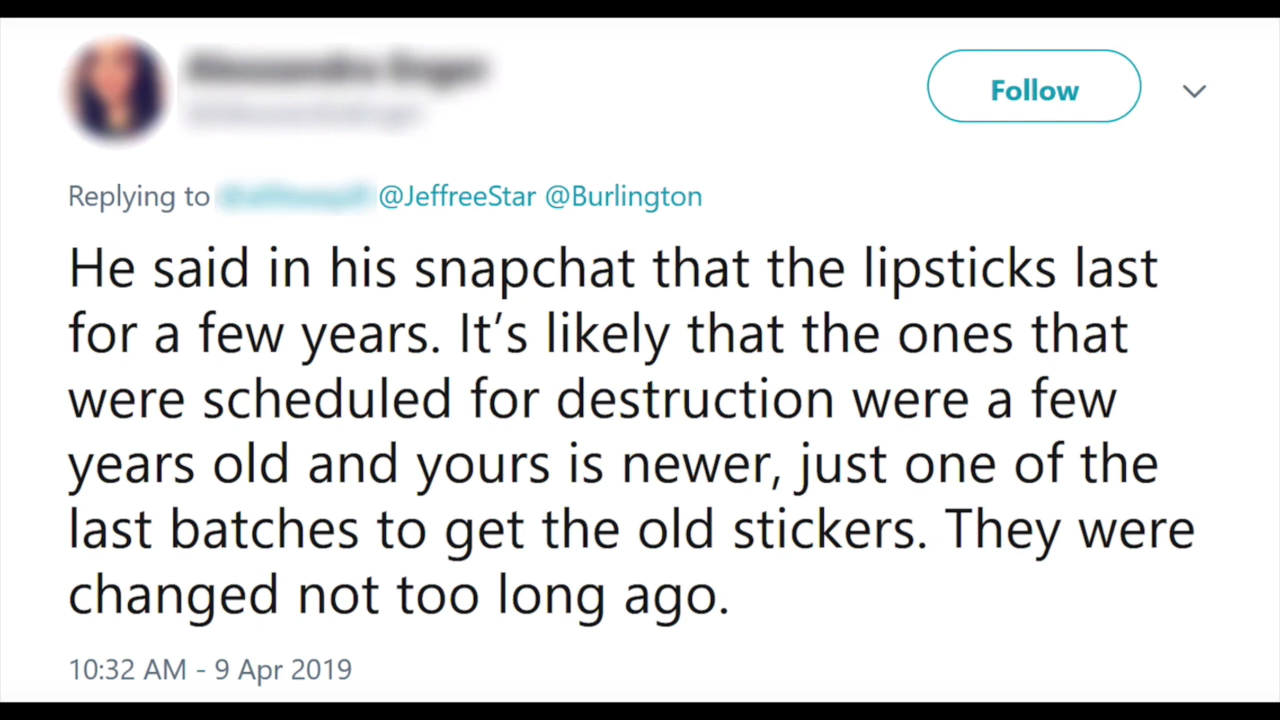 Follow
Replying to @JeffreeStar @Burlington
He said in his snapchat that the lipsticks last
for a few years. It’s likely that the ones that
were scheduled for destruction were a few
years old and yours is newer, just one of the
last batches to get the old stickers. They were
changed not too long ago.
10:32 AM - 9 Apr 2019